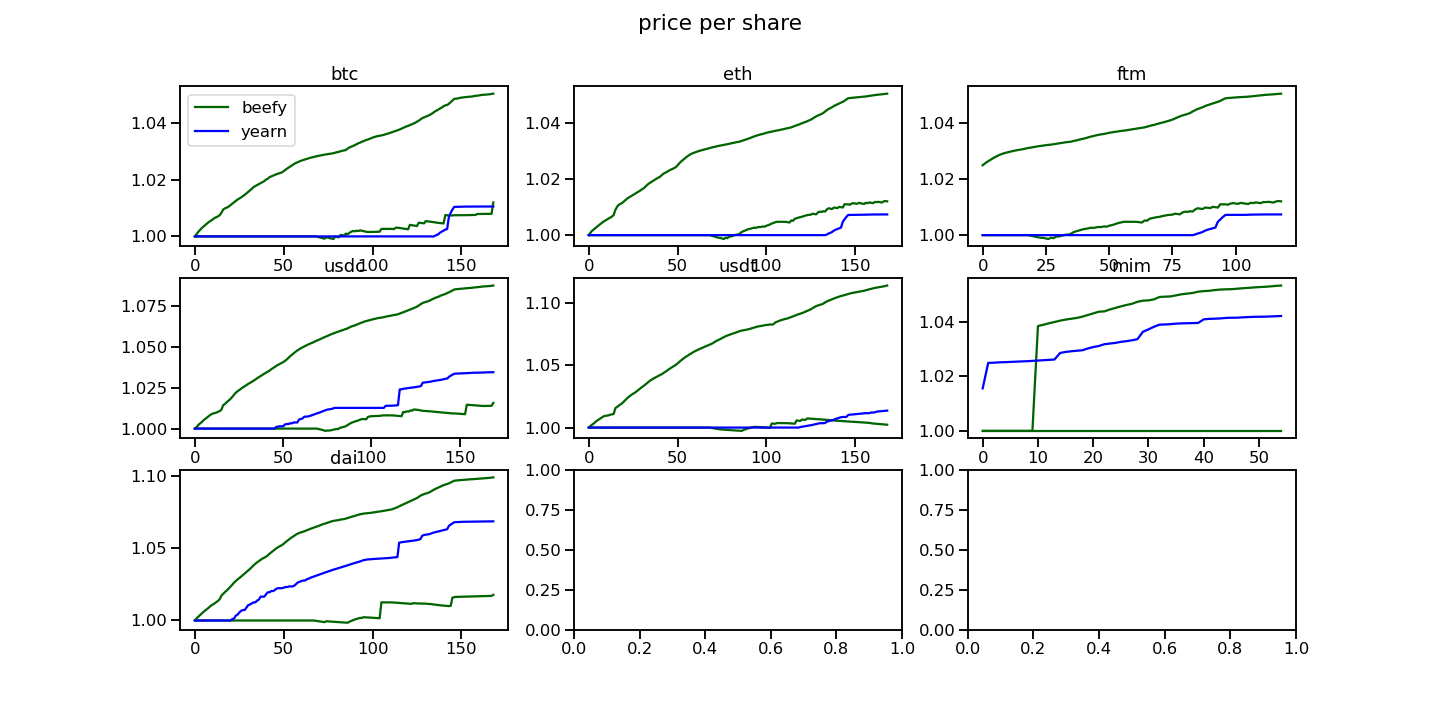 price per share
btc eth ftm
beefy
yearn
1.04 1.04 1.04
1.02 1.02 1.02
1.00 1.00 1.00
0 50 100 150 0 50 100 150 0 25 50 75 100
usdc usdt mim
1.075 1.10 1.04
1.050 1.05 1.02
1.025 1.00 1.00
1.000
0 50 100 150 0 50 100 150 0 10 20 30 40 50
dai
1.10 1.00 1.00
1.05 0.75 0.75
1.00 0.50 0.50
0.25 0.25
0.00 0.00
0 50 100 150 0.0 0.2 0.4 0.6 0.8 1.0 0.0 0.2 0.4 0.6 0.8 1.0